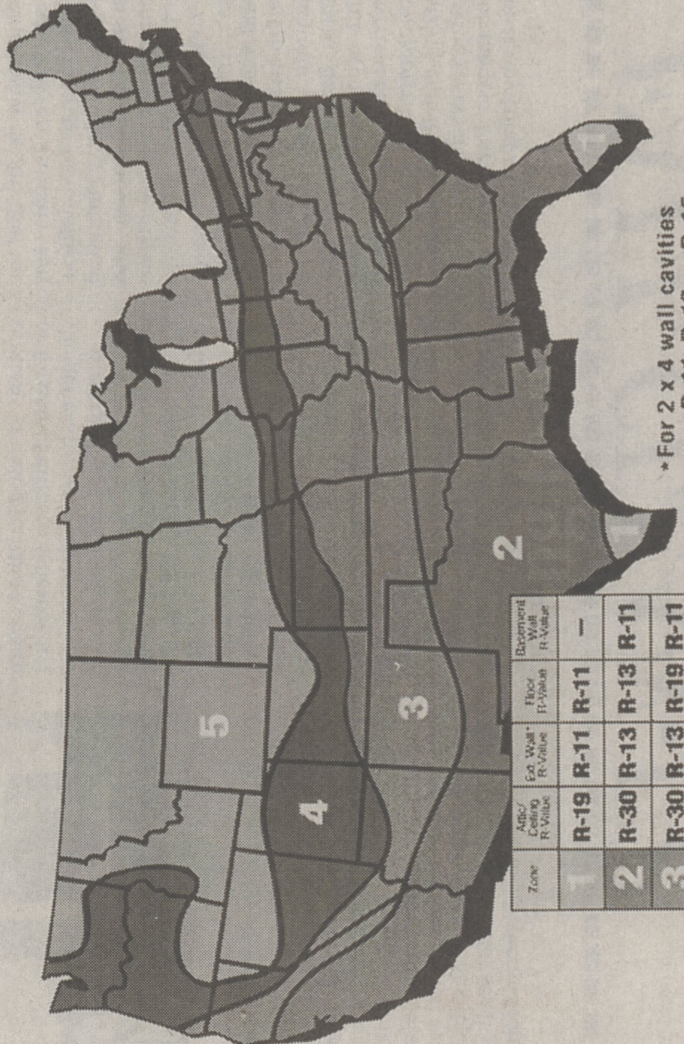 5
4
3
2
1
1
Zone Attic/ Ceiling R-Value Ext. Wall* R-Value Floor R-Value Basement Wall R-Value
1 R-19 R-11 R-11 —
2 R-30 R-13 R-13 R-11
3 R-30 R-13 R-19 R-11
*For 2 x 4 wall cavities